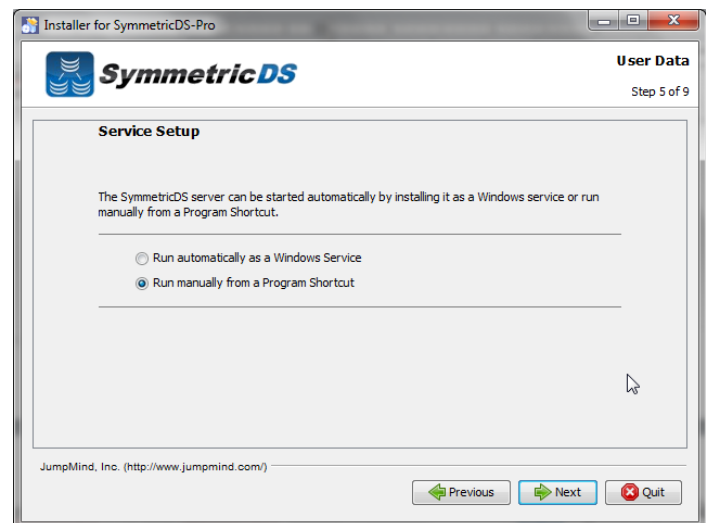 Installer for SymmetricDS-Pro
SymmetricDS
User Data
Step 5 of 9
Service Setup
The SymmetricDS server can be started automatically by installing it as a Windows service or run
manually from a Program Shortcut.
Run automatically as a Windows Service
Run manually from a Program Shortcut
JumpMind, Inc. (http://www.jumpmind.com/)
Previous
Next
Quit